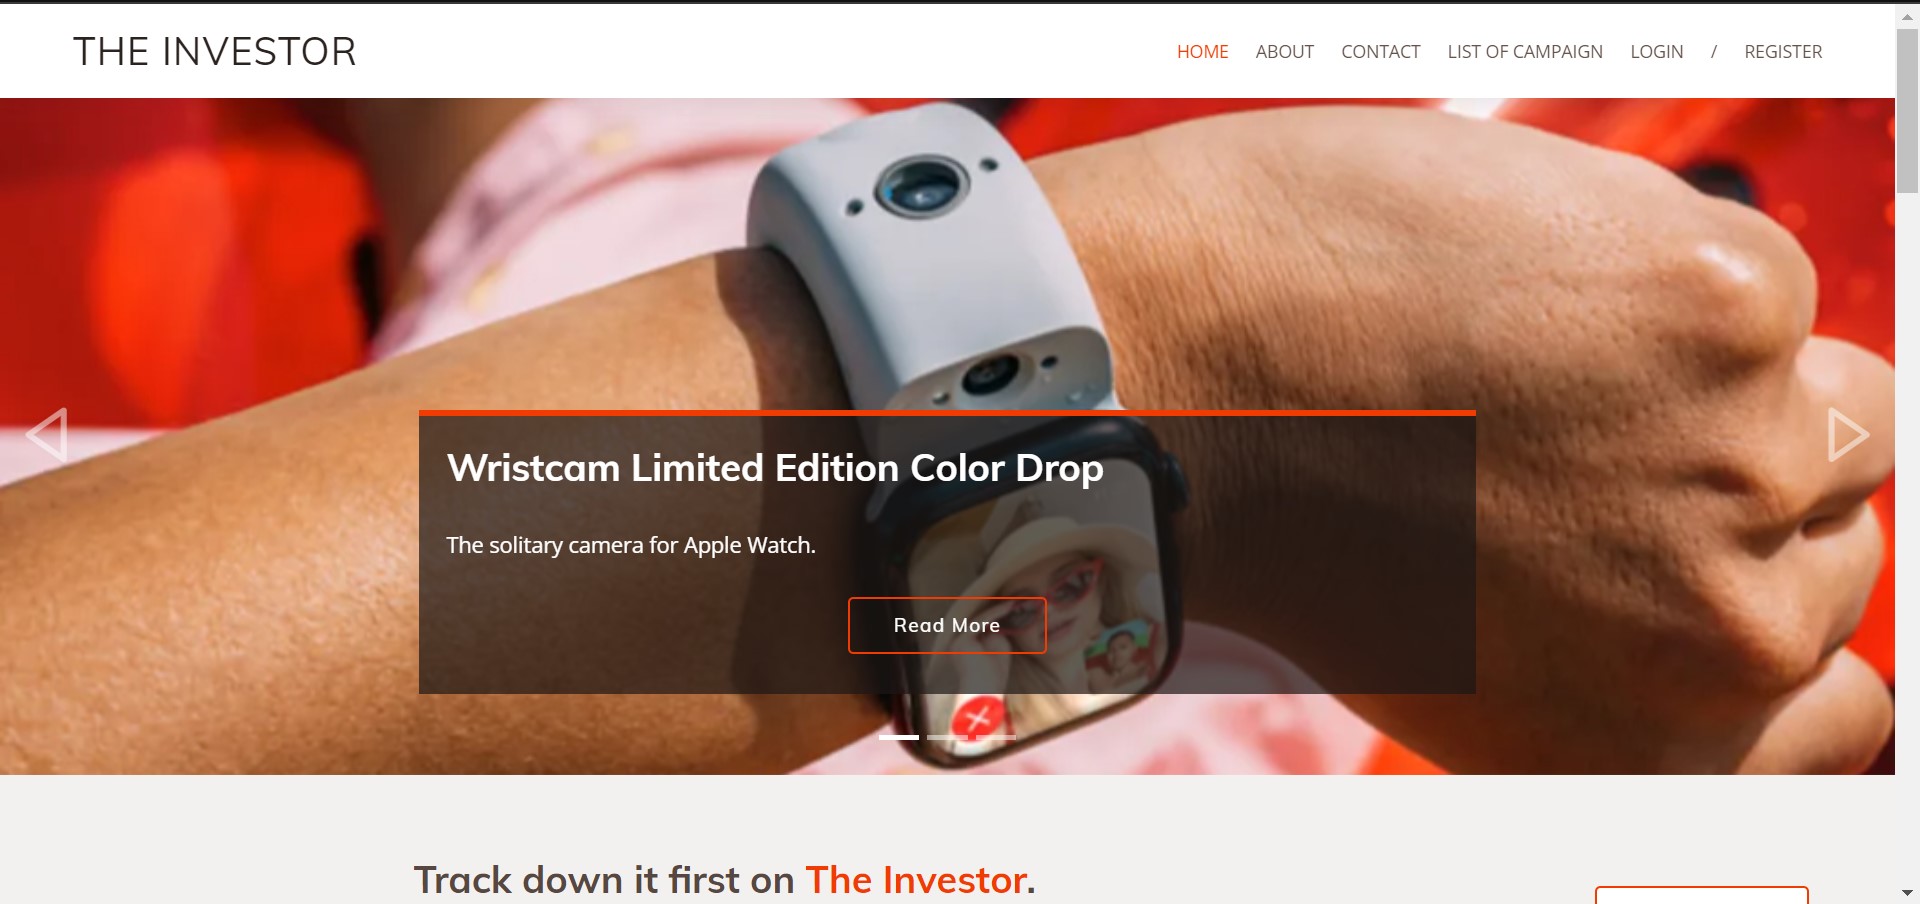 THE INVESTOR
HOME ABOUT CONTACT LIST OF CAMPAIGN LOGIN / REGISTER
Wristcam Limited Edition Color Drop
The solitary camera for Apple Watch.
Read More
Track down it first on The Investor.